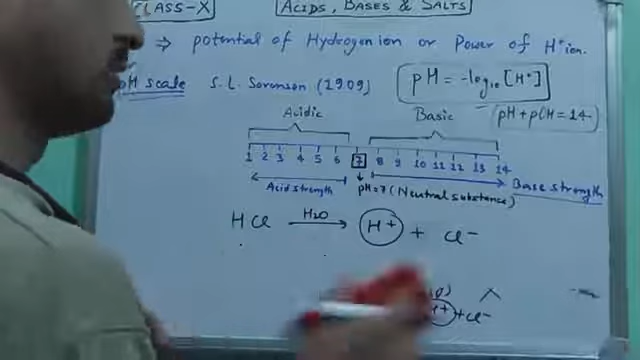 CLASS-X
ACIDS, BASES & SALTS
⇒ potential of Hydrogenion or Power of H⁺ion.
pH scale S. L. Sorenson (1909) pH = -log₁₀ [H⁺]
pH + pOH = 14
Acidic Basic
1 2 3 4 5 6 7 8 9 10 11 12 13 14
Acid strength pH=7 (Neutral substance) Base strength
HCl H2O → H⁺ + Cl⁻
+ Cl⁻